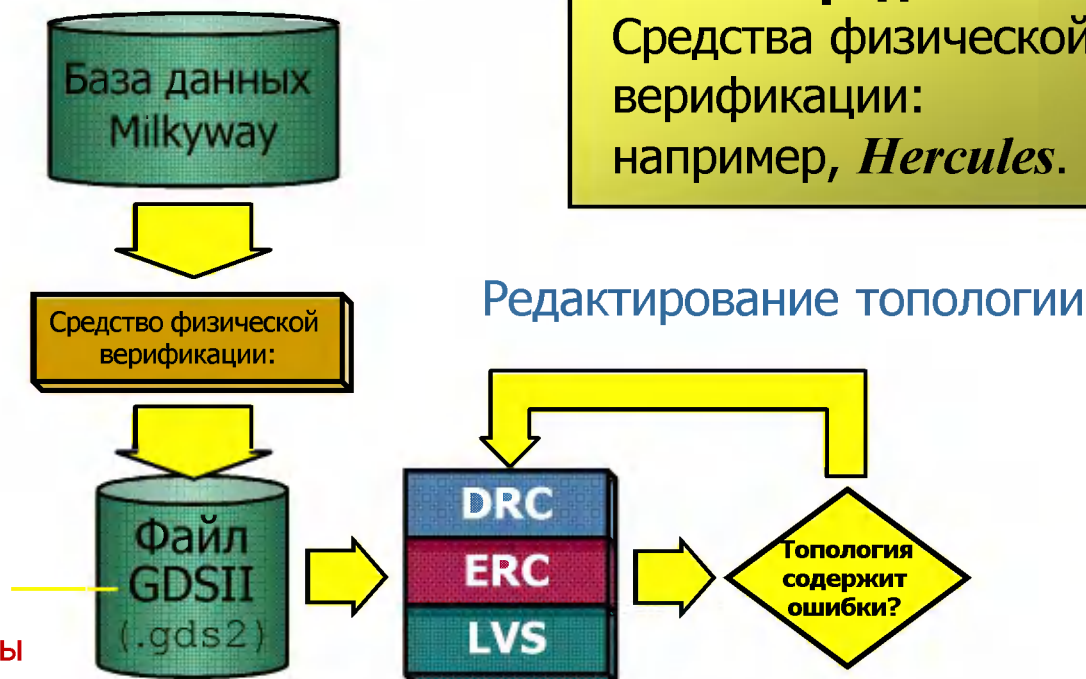 База данных
Milkyway
Средства физической
верификации:
например, Hercules.
Средство физической
верификации:
Редактирование топологии
Файл
GDSII
(.gds2)
DRC
ERC
LVS
Топология
содержит
ошибки?
ы